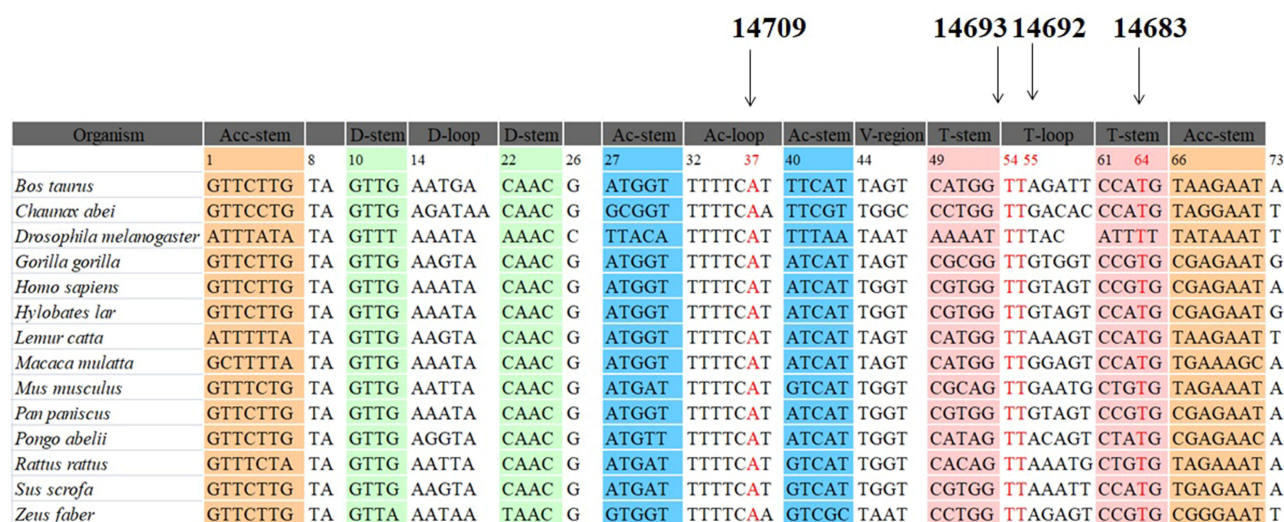 14709 14693 14692 14683
Organism Acc-stem D-stem D-loop D-stem Ac-stem Ac-loop Ac-stem V-region T-stem T-loop T-stem Acc-stem
1 8 10 14 22 26 27 32 37 40 44 49 54 55 61 64 66 73
Bos taurus GTTCTTG TA GTTG AATGA CAAC G ATGGT TTTTCAT TTCAT TAGT CATGG TTAGATT CCATG TAAGAAT A
Chaunax abei GTTCCTG TA GTTG AGATAA CAAC G GCGGT TTTTCAA TTCGT TGGC CCTGG TTGACAC CCATG TAGGAAT T
Drosophila melanogaster ATTTATA TA GTTT AAATA AAAC C TTACA TTTTCAT TTTAA TAAT AAAAT TTTAC ATTTT TATAAAT T
Gorilla gorilla GTTCTTG TA GTTG AAGTA CAAC G ATGGT TTTTCAT ATCAT TAGT CGCGG TTGTGGT CCGTG CGAGAAT G
Homo sapiens GTTCTTG TA GTTG AAATA CAAC G ATGGT TTTTCAT ATCAT TAGT CGTGG TTGTAGT CCGTG CGAGAAT A
Hylobates lar GTTCTTG TA GTTG AAATA CAAC G ATGGT TTTTCAT ATCAT TAGT CGTGG TTGTAGT CCATG CGAGAAT G
Lemur catta ATTTTTA TA GTTG AAGTA CAAC G ATGGT TTTTCAT ATCAT TAGT CATGG TTAAAGT CCATG TAAGAAT T
Macaca mulatta GCTTTTA TA GTTG AAATA CAAC G ATGGT TTTTCAT ATCAT TAGT CATGG TTGGAGT CCATG TGAAAGC A
Mus musculus GTTTCTG TA GTTG AATTA CAAC G ATGAT TTTTCAT GTCAT TGGT CGCAG TTGAATG CTGTG TAGAAAT A
Pan paniscus GTTCTTG TA GTTG AAATA CAAC G ATGGT TTTTCAT ATCAT TAGT CGTGG TTGTAGT CCGTG CGAGAAT A
Pongo abelii GTTCTTG TA GTTG AGGTA CAAC G ATGTT TTTTCAT ATCAT TAGT CATAG TTACAGT CTATG CGAGAAC A
Rattus rattus GTTTCTA TA GTTG AATTA CAAC G ATGAT TTTTCAT GTCAT TGGT CACAG TTAAATG CTGTG TAGAAAT A
Sus scrofa GTTCTTG TA GTTG AAGTA CAAC G ATGAT TTTTCAT GTCAT TGGT CGTGG TTAAATT CCATG CGAGAAT A
Zeus faber GTTCTTG TA GTTA AATAA TAAC G GTGGT TTTTCAA GTCGC TAAT CCTGG TTAGAGT CCATG CGGGAAT T